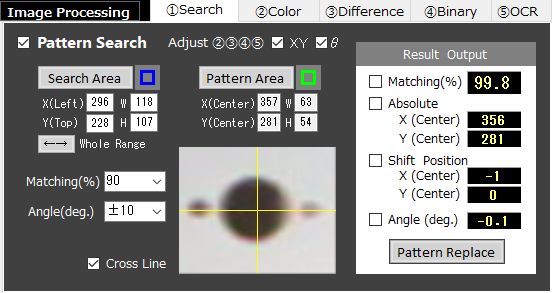 Image Processing ①Search ②Color ③Difference ④Binary ⑤OCR
Pattern Search Adjust ②③④⑤ XY θ
Search Area Pattern Area
X(Left) 296 W 118 X(Center) 357 W 63
Y(Top) 228 H 107 Y(Center) 281 H 54
←→ Whole Range
Matching(%) 90
Angle(deg.) ±10
Cross Line
Result Output
Matching(%) 99.8
Absolute
X (Center) 356
Y (Center) 281
Shift Position
X (Center) -1
Y (Center) 0
Angle (deg.) -0.1
Pattern Replace